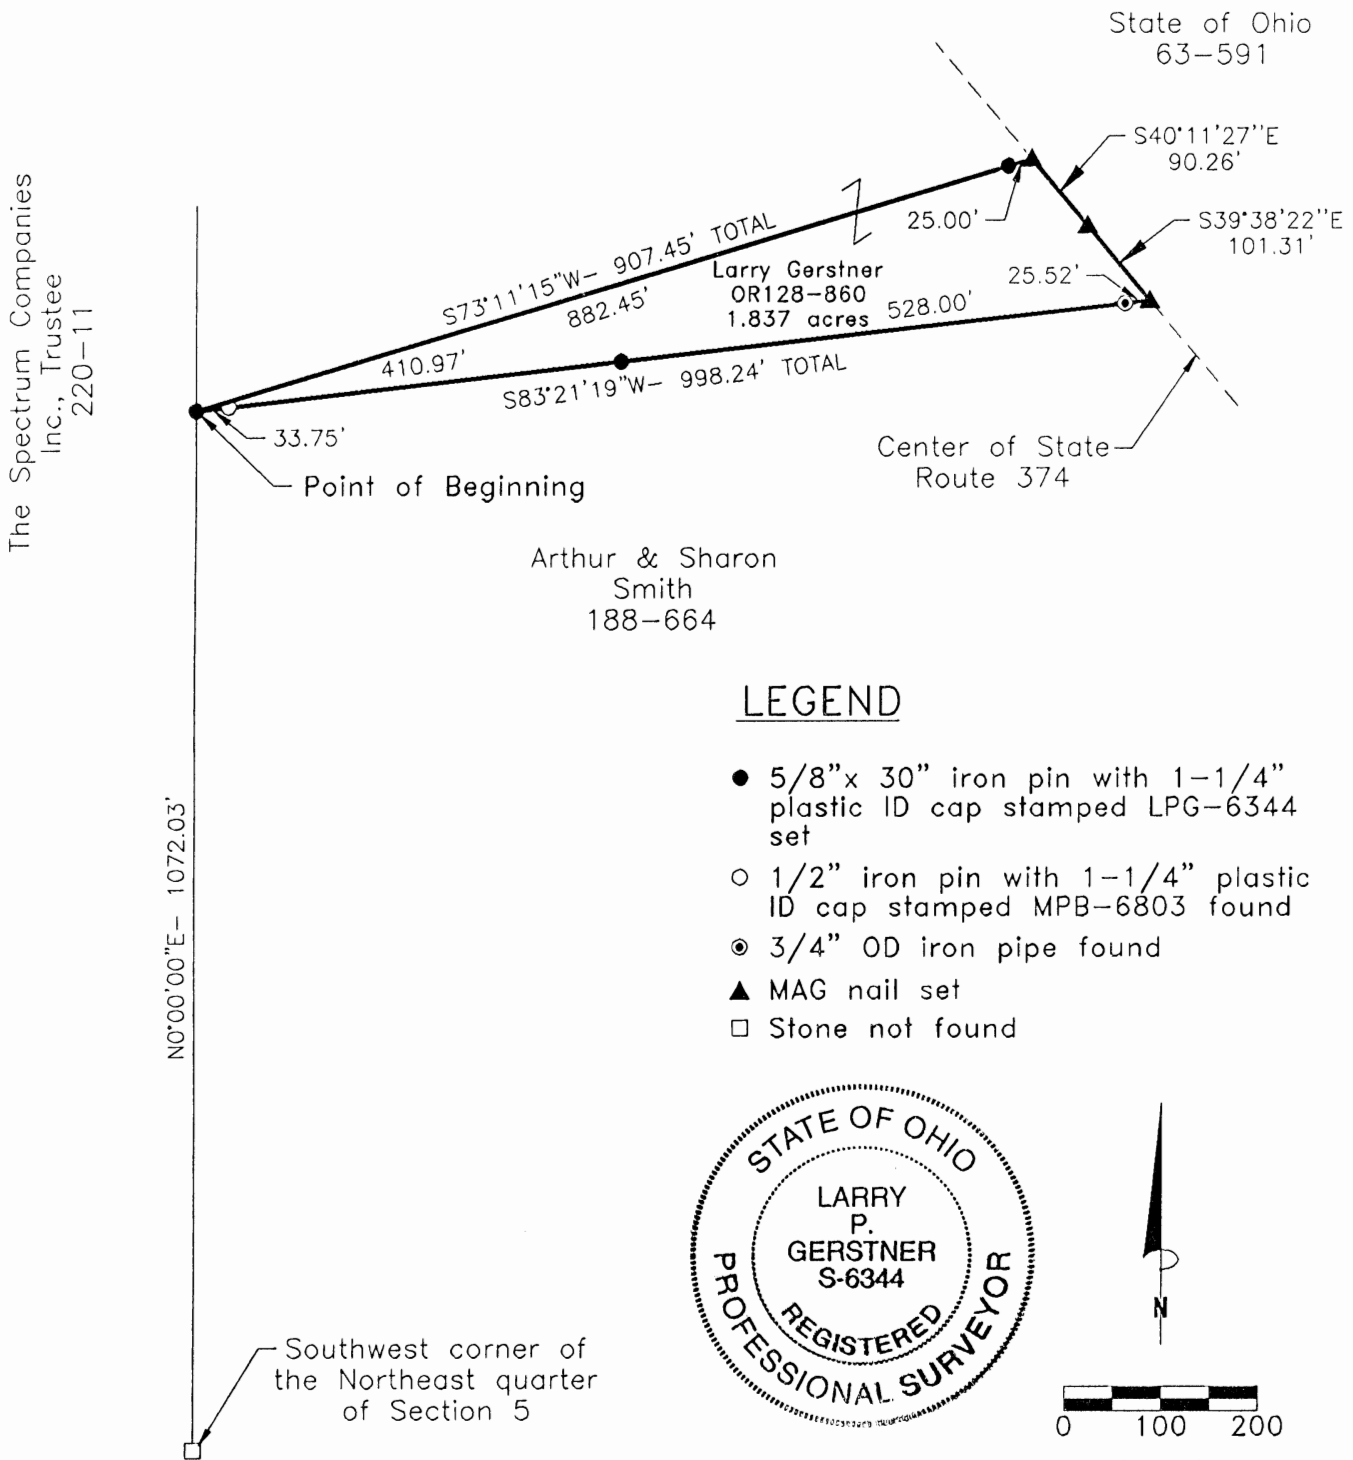 State of Ohio
63-591
S40°11'27"E
90.26'
S39°38'22"E
101.31'
25.00'
25.52'
S73°11'15"W- 907.45' TOTAL
882.45'
Larry Gerstner
OR128-860
1.837 acres
528.00'
410.97'
S83°21'19"W- 998.24' TOTAL
33.75'
Point of Beginning
Center of State
Route 374
The Spectrum Companies
Inc., Trustee
220-11
Arthur & Sharon
Smith
188-664
N0°00'00"E- 1072.03'
LEGEND
5/8"x 30" iron pin with 1-1/4"
plastic ID cap stamped LPG-6344
set
1/2" iron pin with 1-1/4" plastic
ID cap stamped MPB-6803 found
3/4" OD iron pipe found
MAG nail set
Stone not found
STATE OF OHIO
LARRY
P.
GERSTNER
S-6344
REGISTERED
PROFESSIONAL SURVEYOR
N
0 100 200
Southwest corner of
the Northeast quarter
of Section 5